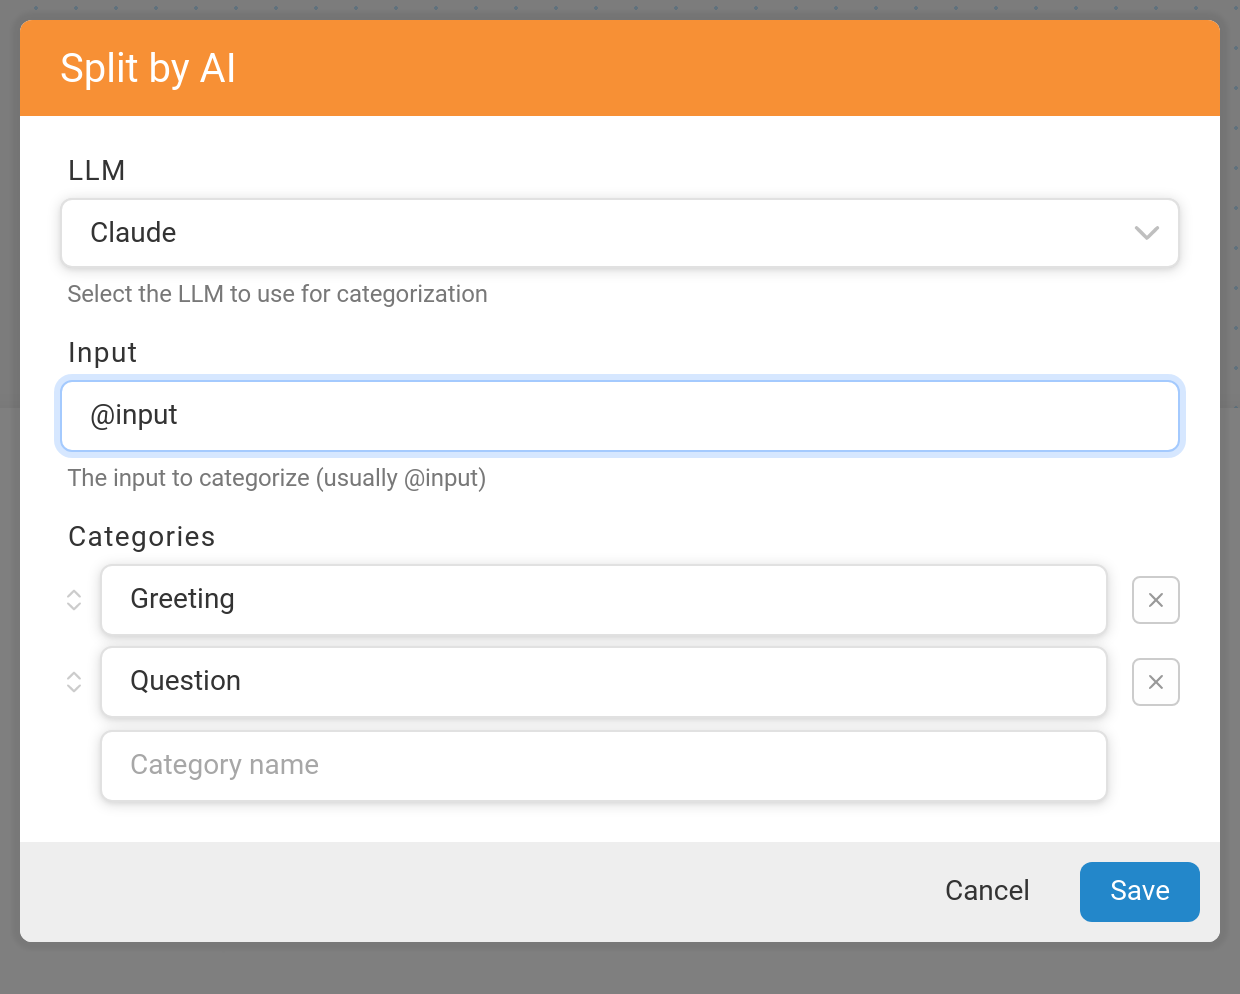 Split by AI
LLM
Claude
Select the LLM to use for categorization
Input
@input
The input to categorize (usually @input)
Categories
Greeting
Question
Category name
Cancel
Save